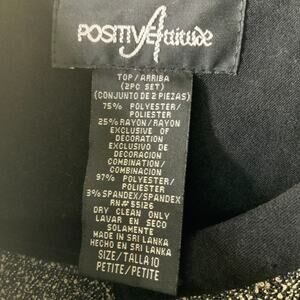 POSITIVE Attitude
TOP/ARRIBA
(2PC SET)
(CONJUNTO DE 2 PIEZAS)
75% POLYESTER/
POLIESTER
25% RAYON/RAYON
EXCLUSIVE OF
DECORATION
EXCLUSIVO DE
DECORACION
COMBINATION/
COMBINACION
97% POLYESTER/
POLIESTER
3% SPANDEX/SPANDEX
RN# 55126
DRY CLEAN ONLY
LAVAR EN SECO
SOLAMENTE
MADE IN SRI LANKA
HECHO EN SRI LANKA
SIZE/TALLA 10
PETITE/PETITE